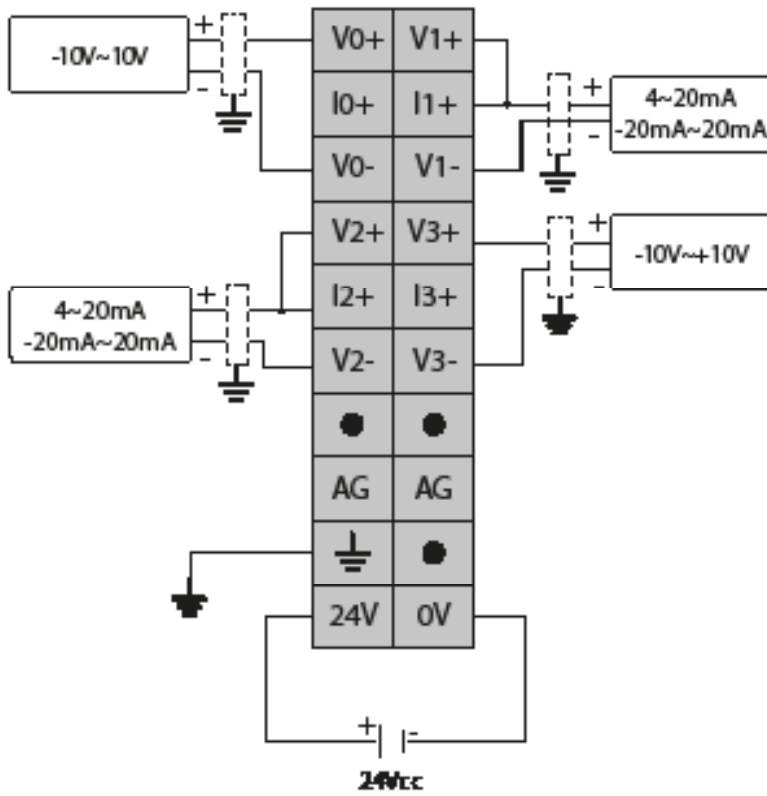 -10V~10V
+
-
V0+ V1+
I0+ I1+
V0- V1-
+
4~20mA
-20mA~20mA
-
V2+ V3+
I2+ I3+
V2- V3-
+
-10V~+10V
-
+
4~20mA
-20mA~20mA
-
AG AG
24V 0V
+ -
24Vcc